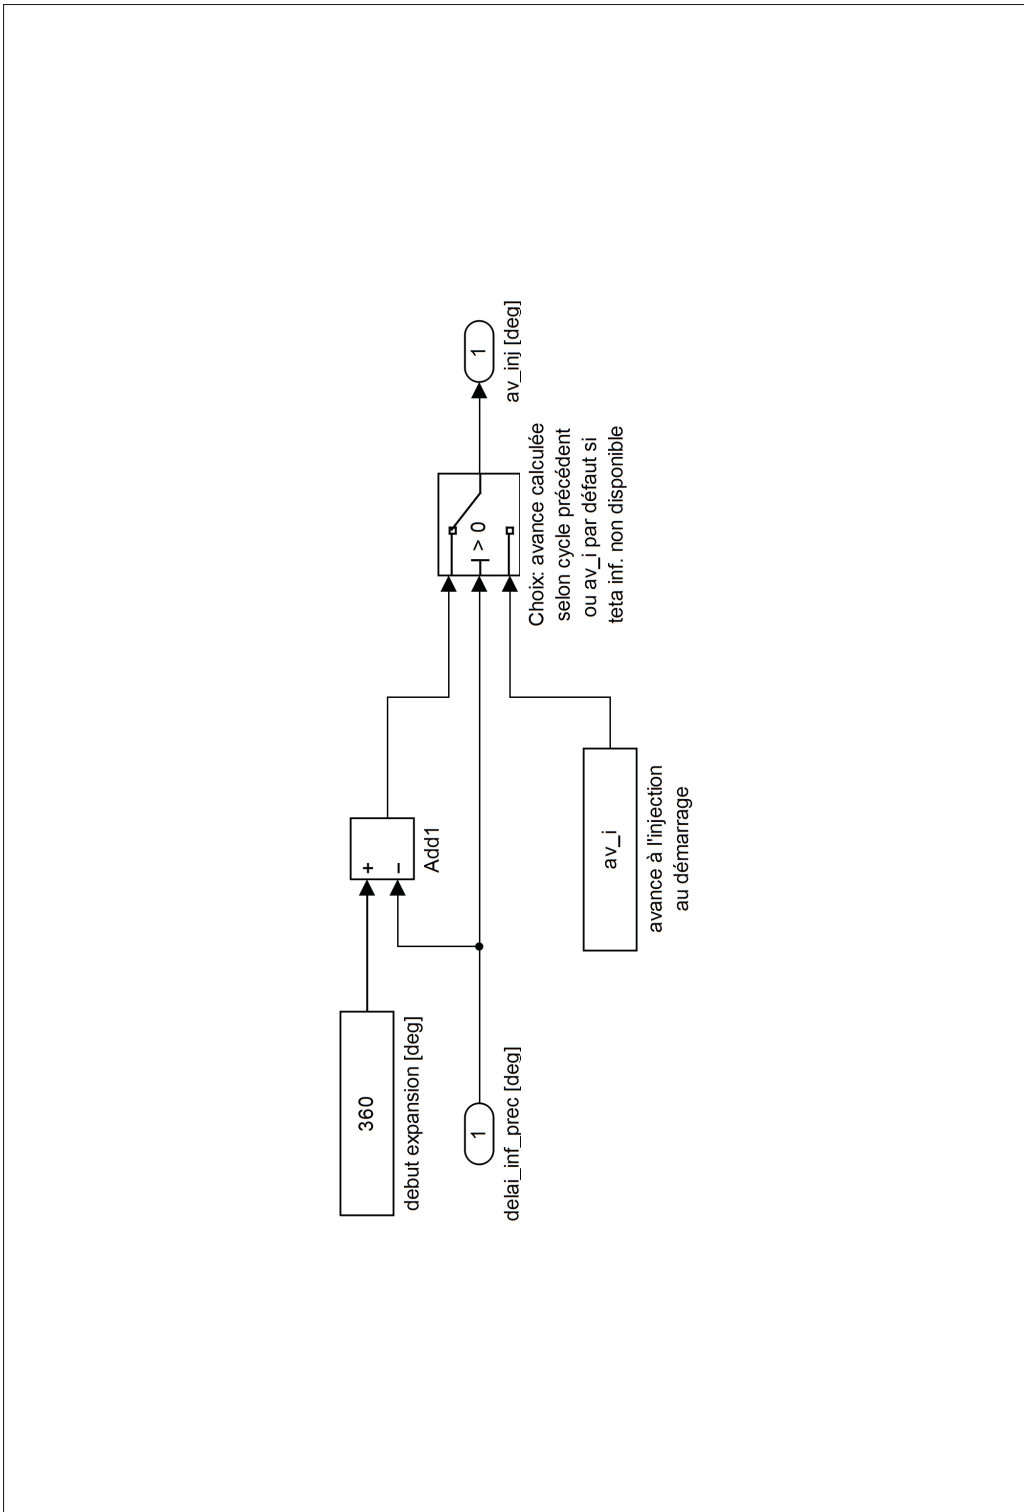 360
debut expansion [deg]
1
delai_inf_prec [deg]
+
−
Add1
av_i
avance à l'injection
au démarrage
> 0
Choix: avance calculée
selon cycle précédent
ou av_i par défaut si
teta inf. non disponible
1
av_inj [deg]